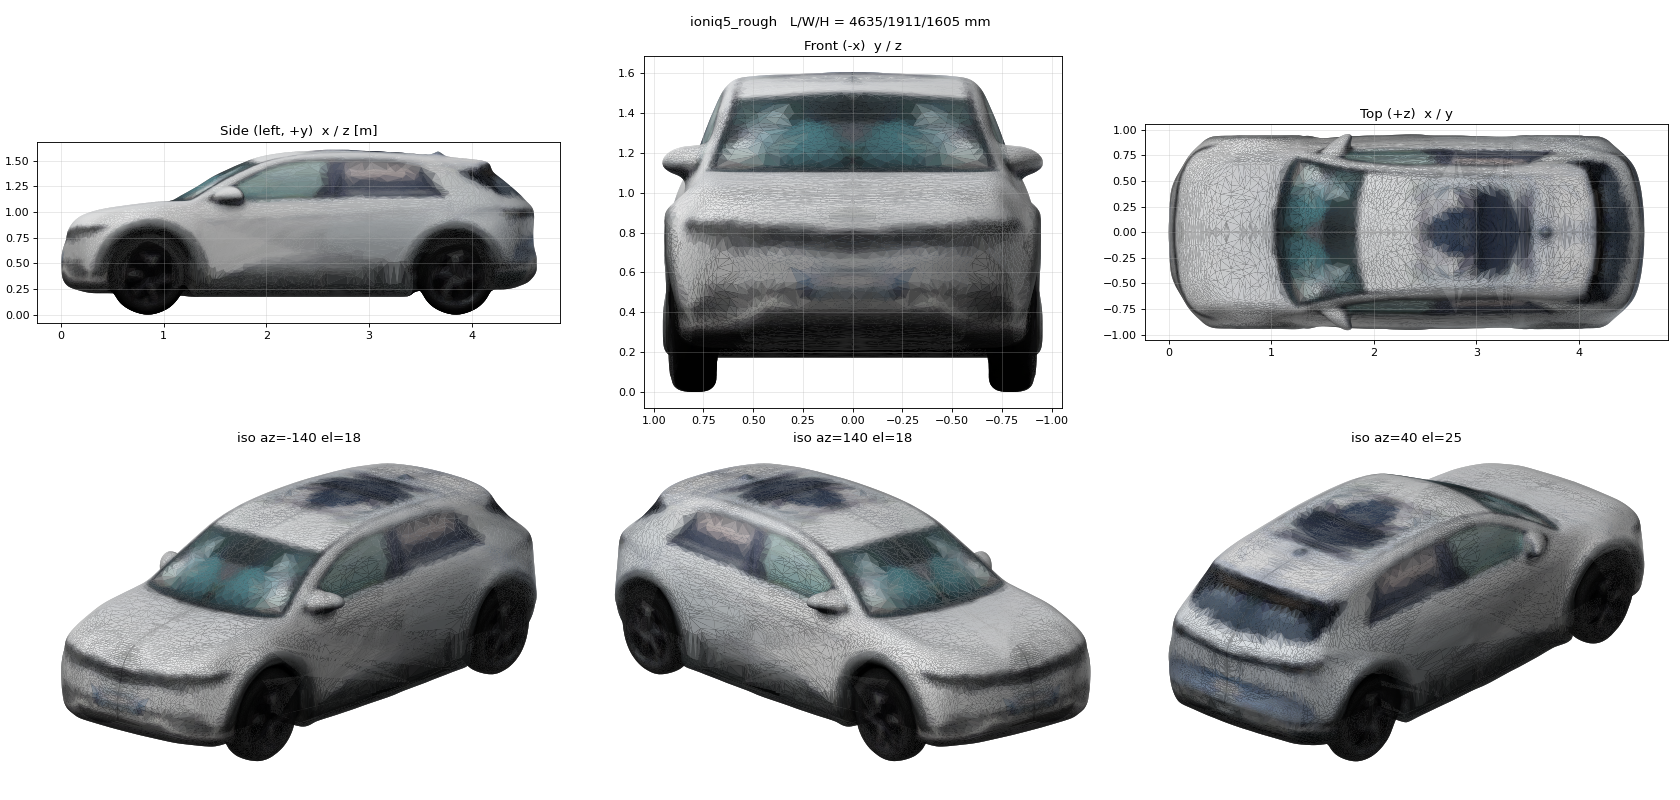 ioniq5_rough   L/W/H = 4635/1911/1605 mm
Side (left, +y)  x / z [m]
1.50
1.25
1.00
0.75
0.50
0.25
0.00
0 1 2 3 4
Front (-x)  y / z
1.6
1.4
1.2
1.0
0.8
0.6
0.4
0.2
0.0
1.00 0.75 0.50 0.25 0.00 −0.25 −0.50 −0.75 −1.00
Top (+z)  x / y
1.00
0.75
0.50
0.25
0.00
−0.25
−0.50
−0.75
−1.00
0 1 2 3 4
iso az=-140 el=18
iso az=140 el=18
iso az=40 el=25